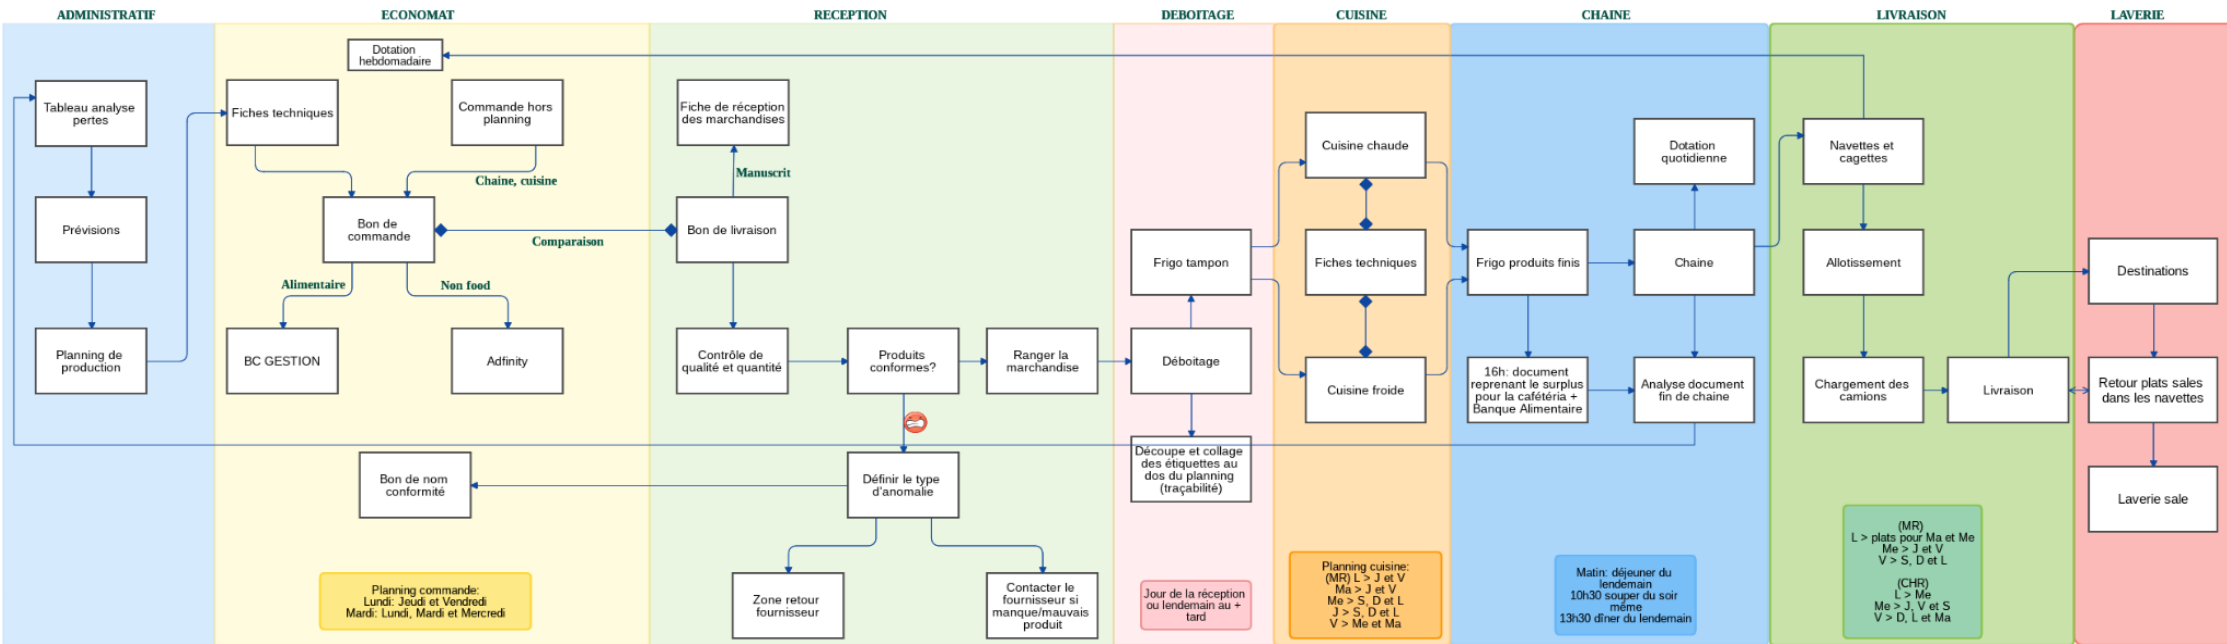 ADMINISTRATIF
ECONOMAT
RECEPTION
DEBOITAGE
CUISINE
CHAINE
LIVRAISON
LAVERIE
Tableau analyse
pertes
Prévisions
Planning de
production
Dotation
hebdomadaire
Fiches techniques
Commande hors
planning
Chaine, cuisine
Bon de
commande
Comparaison
Alimentaire
Non food
BC GESTION
Adfinity
Bon de nom
conformité
Planning commande:
Lundi: Jeudi et Vendredi
Mardi: Lundi, Mardi et Mercredi
Fiche de réception
des marchandises
Manuscrit
Bon de livraison
Contrôle de
qualité et quantité
Produits
conformes?
Ranger la
marchandise
Définir le type
d'anomalie
Zone retour
fournisseur
Contacter le
fournisseur si
manque/mauvais
produit
Frigo tampon
Déboitage
Découpe et collage
des étiquettes au
dos du planning
(traçabilité)
Jour de la réception
ou lendemain au +
tard
Cuisine chaude
Fiches techniques
Cuisine froide
Planning cuisine:
(MR) L > J et V
Ma > J et V
Me > S, D et L
J > S, D et L
V > Me et Ma
Dotation
quotidienne
Frigo produits finis
Chaine
16h: document
reprenant le surplus
pour la cafétéria +
Banque Alimentaire
Analyse document
fin de chaine
Matin: déjeuner du
lendemain
10h30 souper du soir
même
13h30 dîner du lendemain
Navettes et
cagettes
Allotissement
Chargement des
camions
Livraison
(MR)
L > plats pour Ma et Me
Me > J et V
V > S, D et L
(CHR)
L > Me
Me > J, V et S
V > D, L et Ma
Destinations
Retour plats sales
dans les navettes
Laverie sale